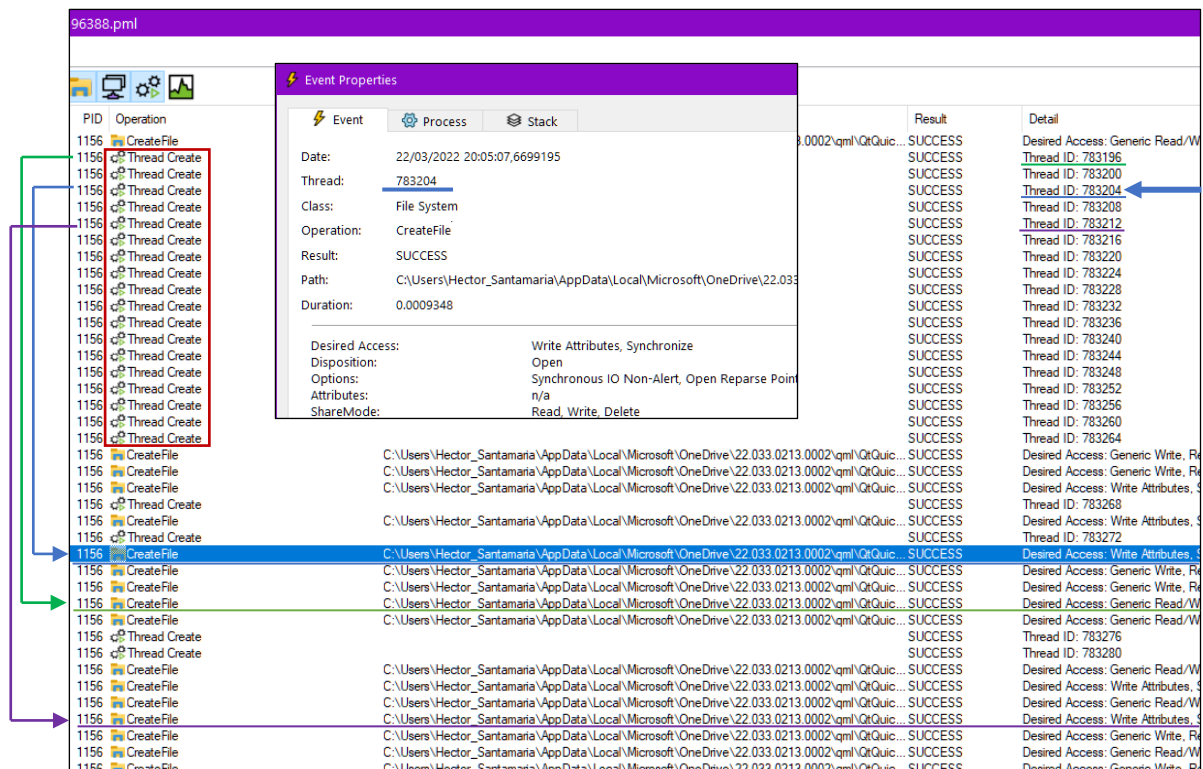 96388.pml
Event Properties
Event Process Stack
Date: 22/03/2022 20:05:07,6699195
Thread: 783204
Class: File System
Operation: CreateFile
Result: SUCCESS
Path: C:\Users\Hector_Santamaria\AppData\Local\Microsoft\OneDrive\22.033
Duration: 0.0009348
Desired Access: Write Attributes, Synchronize
Disposition: Open
Options: Synchronous IO Non-Alert, Open Reparse Point
Attributes: n/a
ShareMode: Read, Write, Delete
PID Operation Result Detail
1156 CreateFile 3.0002\qml\QtQuic... SUCCESS Desired Access: Generic Read/W
1156 Thread Create SUCCESS Thread ID: 783196
1156 Thread Create SUCCESS Thread ID: 783200
1156 Thread Create SUCCESS Thread ID: 783204
1156 Thread Create SUCCESS Thread ID: 783208
1156 Thread Create SUCCESS Thread ID: 783212
1156 Thread Create SUCCESS Thread ID: 783216
1156 Thread Create SUCCESS Thread ID: 783220
1156 Thread Create SUCCESS Thread ID: 783224
1156 Thread Create SUCCESS Thread ID: 783228
1156 Thread Create SUCCESS Thread ID: 783232
1156 Thread Create SUCCESS Thread ID: 783236
1156 Thread Create SUCCESS Thread ID: 783240
1156 Thread Create SUCCESS Thread ID: 783244
1156 Thread Create SUCCESS Thread ID: 783248
1156 Thread Create SUCCESS Thread ID: 783252
1156 Thread Create SUCCESS Thread ID: 783256
1156 Thread Create SUCCESS Thread ID: 783260
1156 Thread Create SUCCESS Thread ID: 783264
1156 CreateFile C:\Users\Hector_Santamaria\AppData\Local\Microsoft\OneDrive\22.033.0213.0002\qml\QtQuic... SUCCESS Desired Access: Generic Write, Re
1156 CreateFile C:\Users\Hector_Santamaria\AppData\Local\Microsoft\OneDrive\22.033.0213.0002\qml\QtQuic... SUCCESS Desired Access: Generic Write, Re
1156 CreateFile C:\Users\Hector_Santamaria\AppData\Local\Microsoft\OneDrive\22.033.0213.0002\qml\QtQuic... SUCCESS Desired Access: Write Attributes, S
1156 Thread Create SUCCESS Thread ID: 783268
1156 CreateFile C:\Users\Hector_Santamaria\AppData\Local\Microsoft\OneDrive\22.033.0213.0002\qml\QtQuic... SUCCESS Desired Access: Write Attributes, S
1156 Thread Create SUCCESS Thread ID: 783272
1156 CreateFile C:\Users\Hector_Santamaria\AppData\Local\Microsoft\OneDrive\22.033.0213.0002\qml\QtQuic... SUCCESS Desired Access: Write Attributes, S
1156 CreateFile C:\Users\Hector_Santamaria\AppData\Local\Microsoft\OneDrive\22.033.0213.0002\qml\QtQuic... SUCCESS Desired Access: Generic Write, Re
1156 CreateFile C:\Users\Hector_Santamaria\AppData\Local\Microsoft\OneDrive\22.033.0213.0002\qml\QtQuic... SUCCESS Desired Access: Generic Write, Re
1156 CreateFile C:\Users\Hector_Santamaria\AppData\Local\Microsoft\OneDrive\22.033.0213.0002\qml\QtQuic... SUCCESS Desired Access: Generic Read/W
1156 CreateFile C:\Users\Hector_Santamaria\AppData\Local\Microsoft\OneDrive\22.033.0213.0002\qml\QtQuic... SUCCESS Desired Access: Generic Read/W
1156 Thread Create SUCCESS Thread ID: 783276
1156 Thread Create SUCCESS Thread ID: 783280
1156 CreateFile C:\Users\Hector_Santamaria\AppData\Local\Microsoft\OneDrive\22.033.0213.0002\qml\QtQuic... SUCCESS Desired Access: Generic Read/W
1156 CreateFile C:\Users\Hector_Santamaria\AppData\Local\Microsoft\OneDrive\22.033.0213.0002\qml\QtQuic... SUCCESS Desired Access: Write Attributes, S
1156 CreateFile C:\Users\Hector_Santamaria\AppData\Local\Microsoft\OneDrive\22.033.0213.0002\qml\QtQuic... SUCCESS Desired Access: Generic Read/W
1156 CreateFile C:\Users\Hector_Santamaria\AppData\Local\Microsoft\OneDrive\22.033.0213.0002\qml\QtQuic... SUCCESS Desired Access: Write Attributes, S
1156 CreateFile C:\Users\Hector_Santamaria\AppData\Local\Microsoft\OneDrive\22.033.0213.0002\qml\QtQuic... SUCCESS Desired Access: Generic Write, Re
1156 CreateFile C:\Users\Hector_Santamaria\AppData\Local\Microsoft\OneDrive\22.033.0213.0002\qml\QtQuic... SUCCESS Desired Access: Generic Read/W
1156 CreateFile C:\Users\Hector_Santamaria\AppData\Local\Microsoft\OneDrive\22.033.0213.0002\qml\QtQuic... SUCCESS Desired Access: Generic Write, R